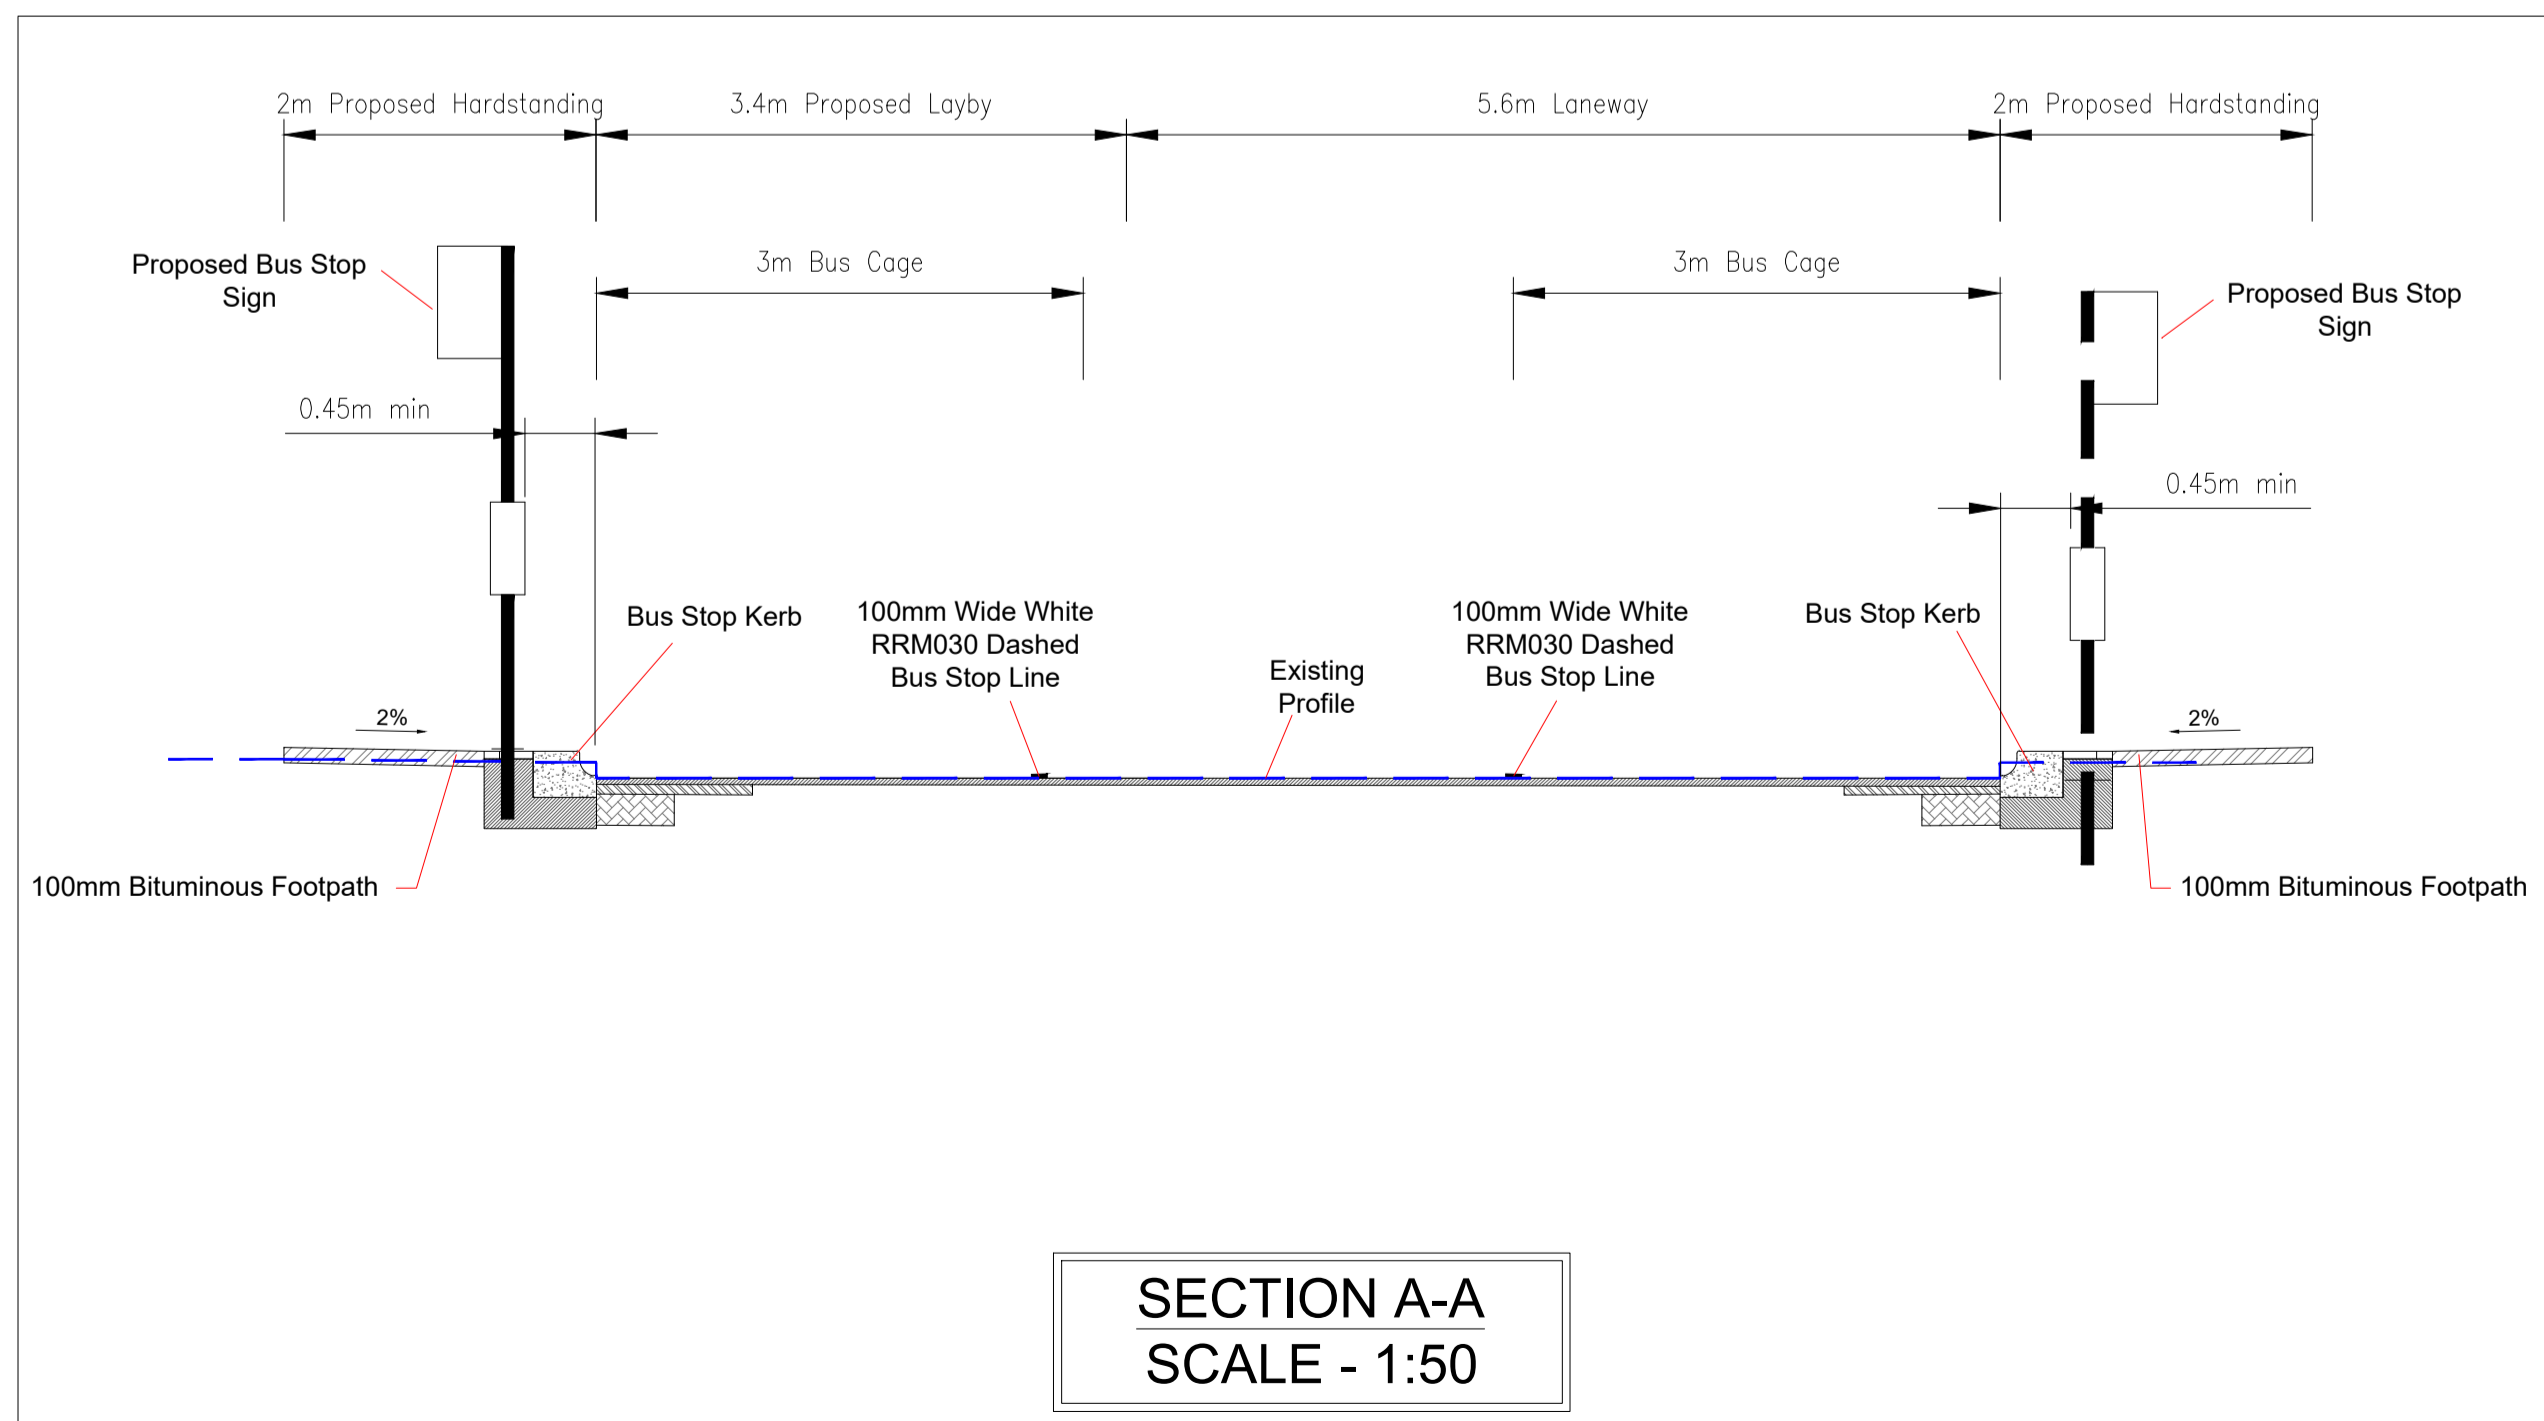 2m Proposed Hardstanding
3.4m Proposed Layby
5.6m Laneway
2m Proposed Hardstanding
Proposed Bus Stop
Sign
3m Bus Cage
3m Bus Cage
Proposed Bus Stop
Sign
0.45m min
0.45m min
Bus Stop Kerb
100mm Wide White
RRM030 Dashed
Bus Stop Line
Existing
Profile
100mm Wide White
RRM030 Dashed
Bus Stop Line
Bus Stop Kerb
2%
2%
100mm Bituminous Footpath
100mm Bituminous Footpath
SECTION A-A
SCALE - 1:50